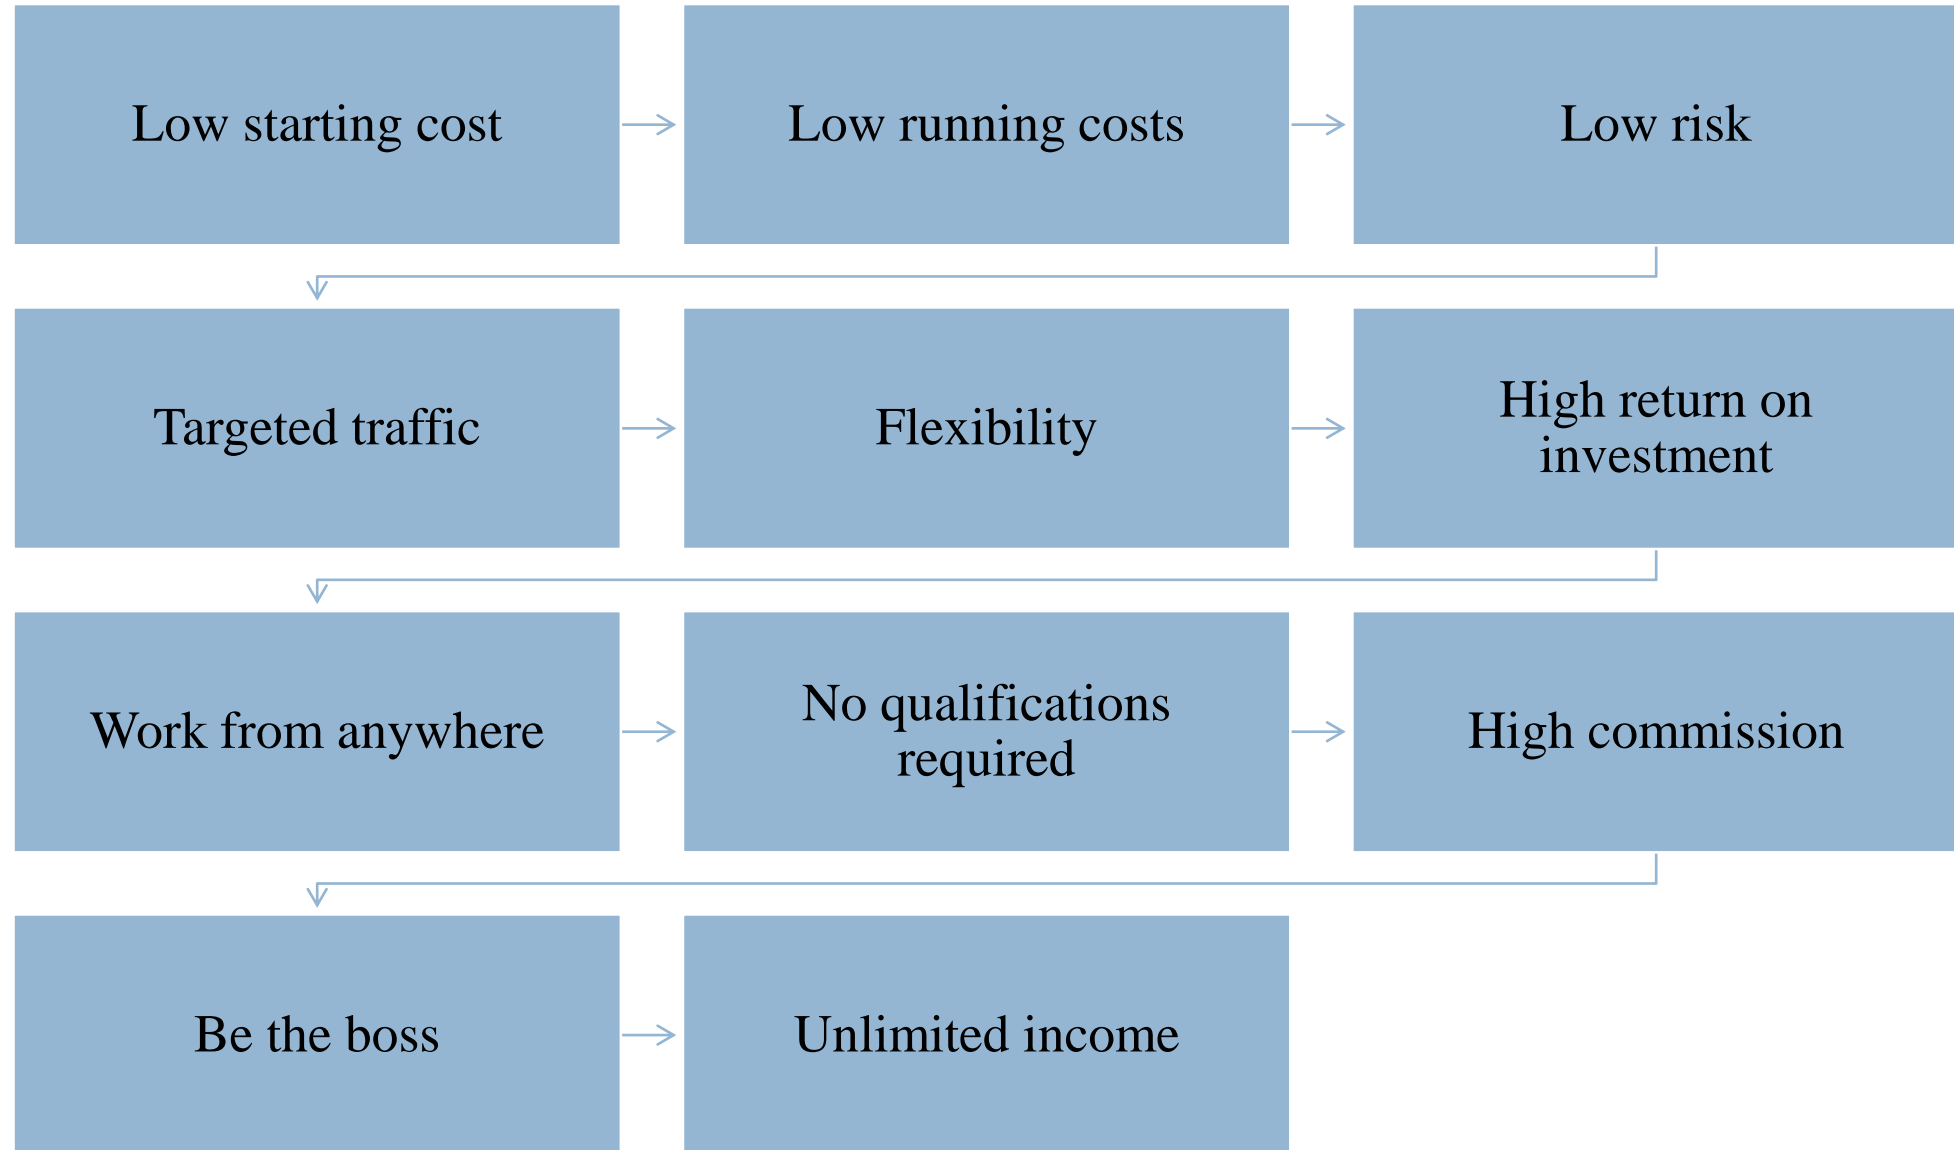 Low starting cost
Low running costs
Low risk
Targeted traffic
Flexibility
High return on
investment
Work from anywhere
No qualifications
required
High commission
Be the boss
Unlimited income